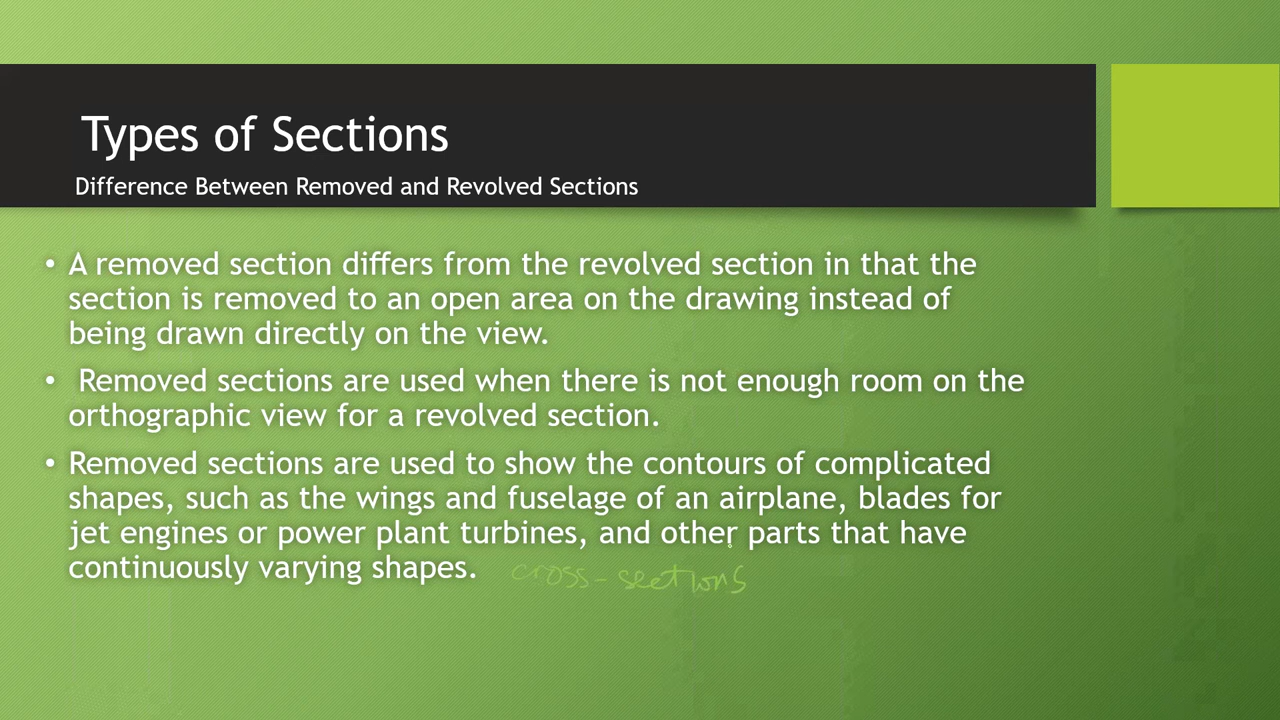 Types of Sections
Difference Between Removed and Revolved Sections
• A removed section differs from the revolved section in that the
section is removed to an open area on the drawing instead of
being drawn directly on the view.
• Removed sections are used when there is not enough room on the
orthographic view for a revolved section.
• Removed sections are used to show the contours of complicated
shapes, such as the wings and fuselage of an airplane, blades for
jet engines or power plant turbines, and other parts that have
continuously varying shapes. cross-sections